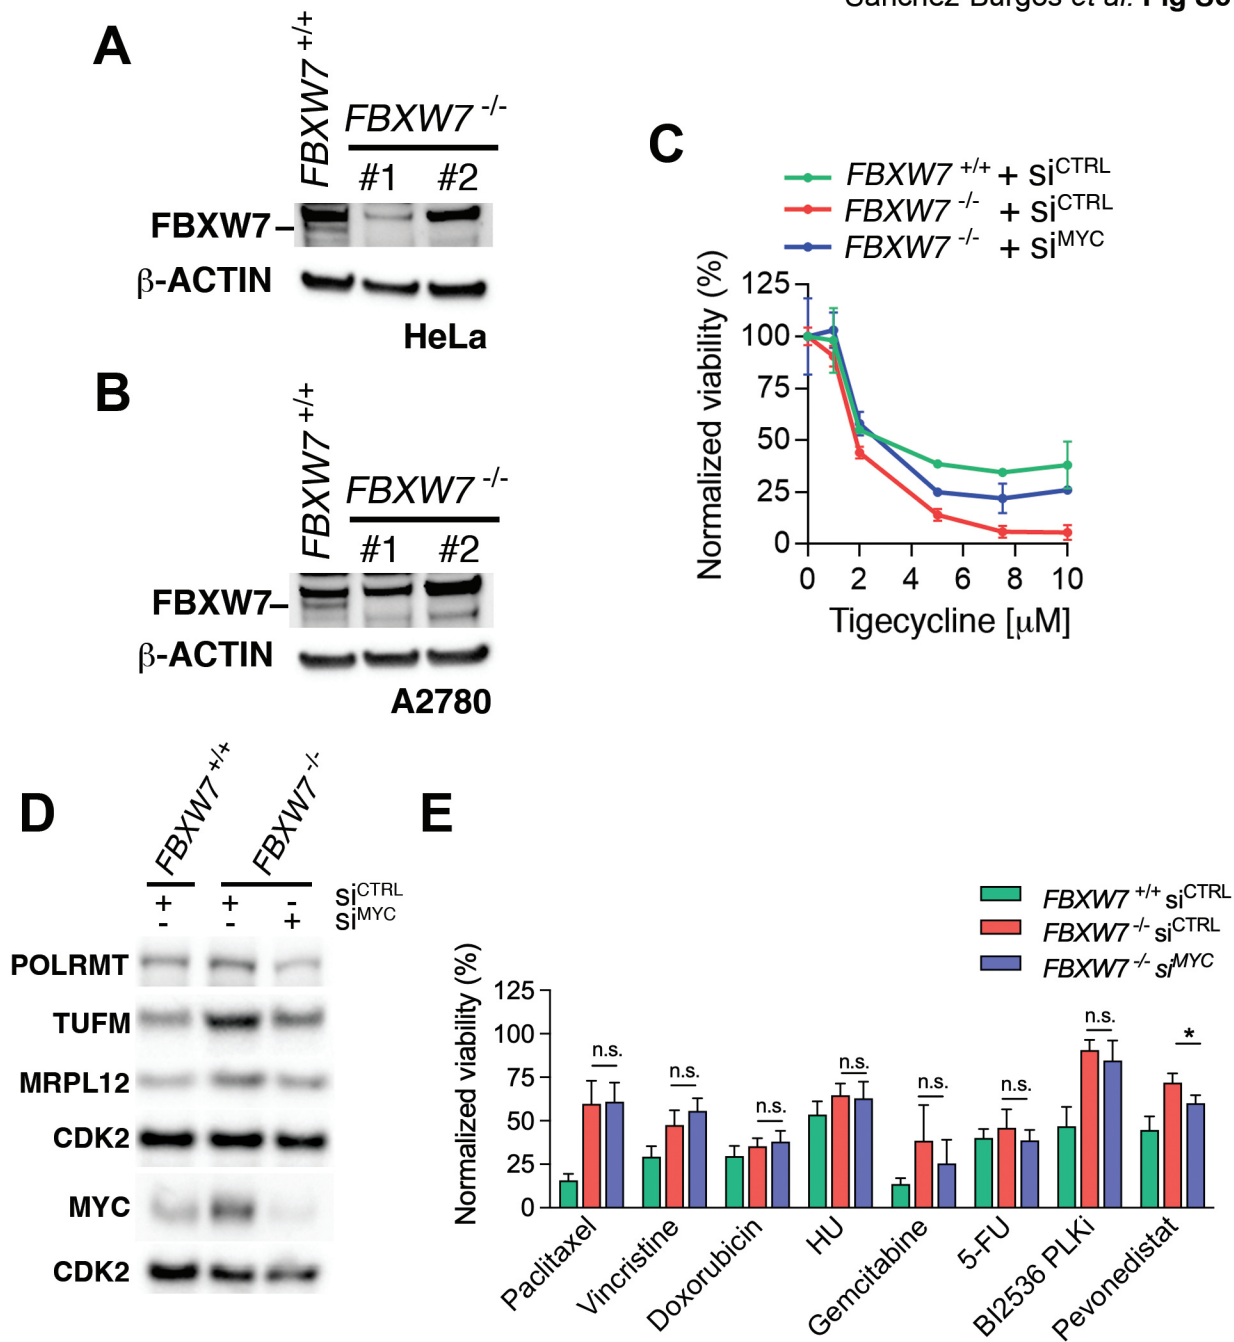 Sanchez-Burgos et al. Fig S6
A
FBXW7 +/+
FBXW7 -/-
#1 #2
FBXW7
β-ACTIN
HeLa
B
FBXW7 +/+
FBXW7 -/-
#1 #2
FBXW7
β-ACTIN
A2780
C
FBXW7 +/+ + siCTRL
FBXW7 -/- + siCTRL
FBXW7 -/- + siMYC
Normalized viability (%)
125
100
75
50
25
0
0 2 4 6 8 10
Tigecycline [μM]
D
FBXW7 +/+
FBXW7 -/-
+ + - siCTRL
- - + siMYC
POLRMT
TUFM
MRPL12
CDK2
MYC
CDK2
E
FBXW7 +/+ siCTRL
FBXW7 -/- siCTRL
FBXW7 -/- siMYC
Normalized viability (%)
125
100
75
50
25
0
n.s. n.s. n.s. n.s. n.s. n.s. n.s. *
Paclitaxel
Vincristine
Doxorubicin
HU
Gemcitabine
5-FU
BI2536 PLKi
Pevonedistat